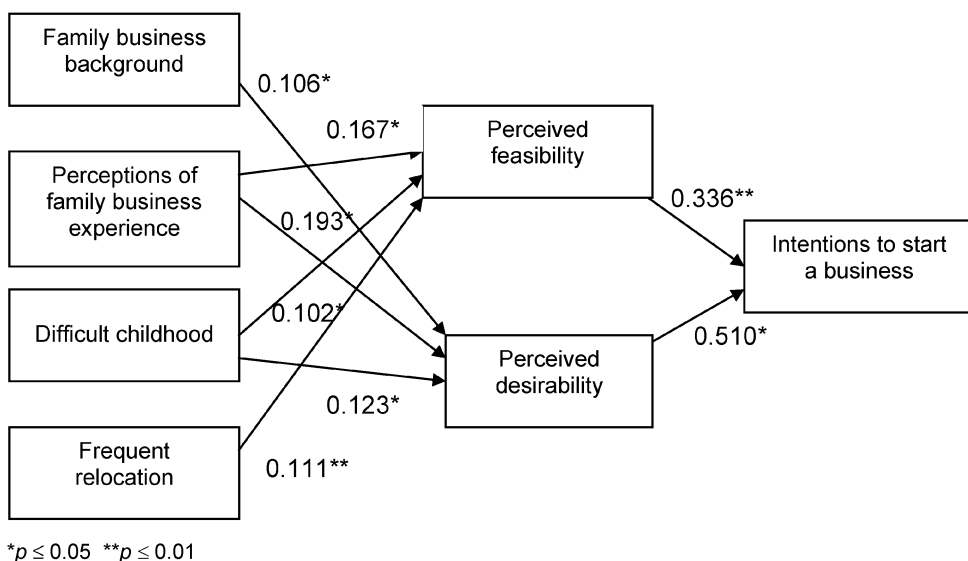 Family business
background
0.106*
0.167*
Perceived
feasibility
Perceptions of
family business
experience
0.193*
0.336**
Intentions to start
a business
Difficult childhood
0.102*
0.510*
Perceived
desirability
0.123*
Frequent
relocation
0.111**
*p ≤ 0.05 **p ≤ 0.01